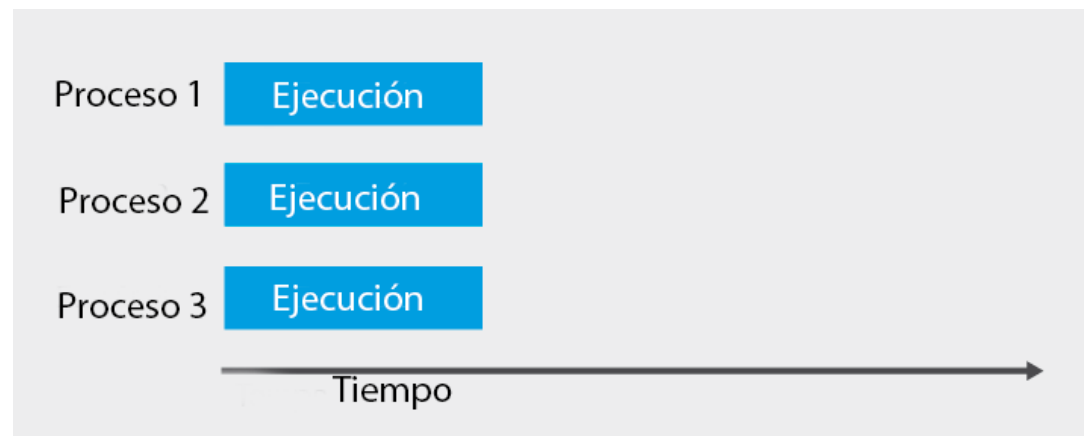 Proceso 1 Ejecución
Proceso 2 Ejecución
Proceso 3 Ejecución
Tiempo